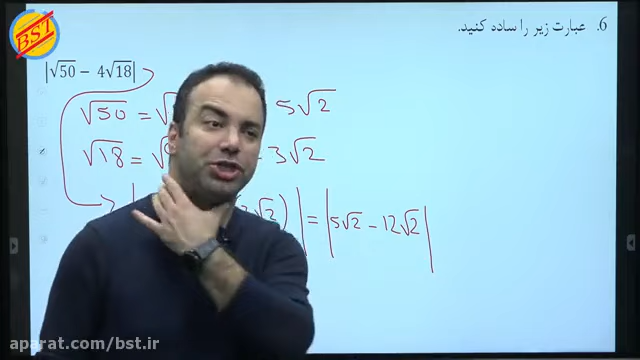 BST
6. عبارت زیر را ساده کنید.
|√50 − 4√18|
√50 = √ 5√2
√18 = √ 3√2
√2) | = |5√2 − 12√2|
aparat.com/bst.ir